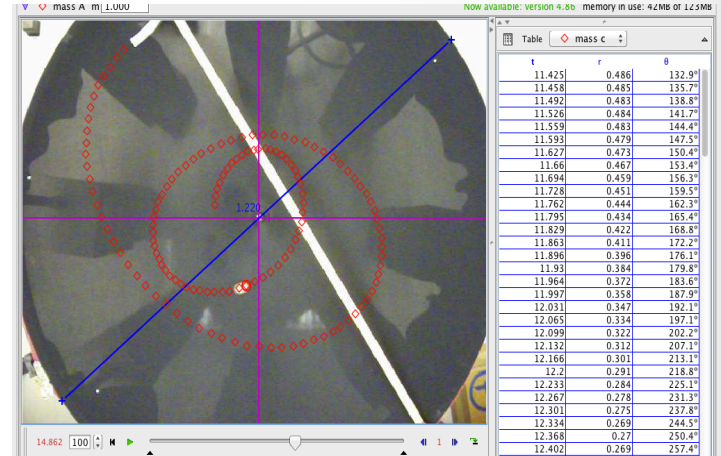 mass A m 1.000 Now available: version 4.86 memory in use: 42MB of 123MB
Table mass c
t r θ
11.425 0.486 132.9°
11.458 0.485 135.7°
11.492 0.483 138.8°
11.526 0.484 141.7°
11.559 0.483 144.4°
11.593 0.479 147.5°
11.627 0.473 150.4°
11.66 0.467 153.4°
11.694 0.459 156.3°
11.728 0.451 159.5°
11.762 0.444 162.3°
11.795 0.434 165.4°
11.829 0.422 168.8°
11.863 0.411 172.2°
11.896 0.396 176.1°
11.93 0.384 179.8°
11.964 0.372 183.6°
11.997 0.358 187.9°
12.031 0.347 192.1°
12.065 0.334 197.1°
12.099 0.322 202.2°
12.132 0.312 207.1°
12.166 0.301 213.1°
12.2 0.291 218.8°
12.233 0.284 225.1°
12.267 0.278 231.3°
12.301 0.275 237.8°
12.334 0.269 244.5°
12.368 0.27 250.4°
12.402 0.269 257.4°
1.220
14.862 100 1